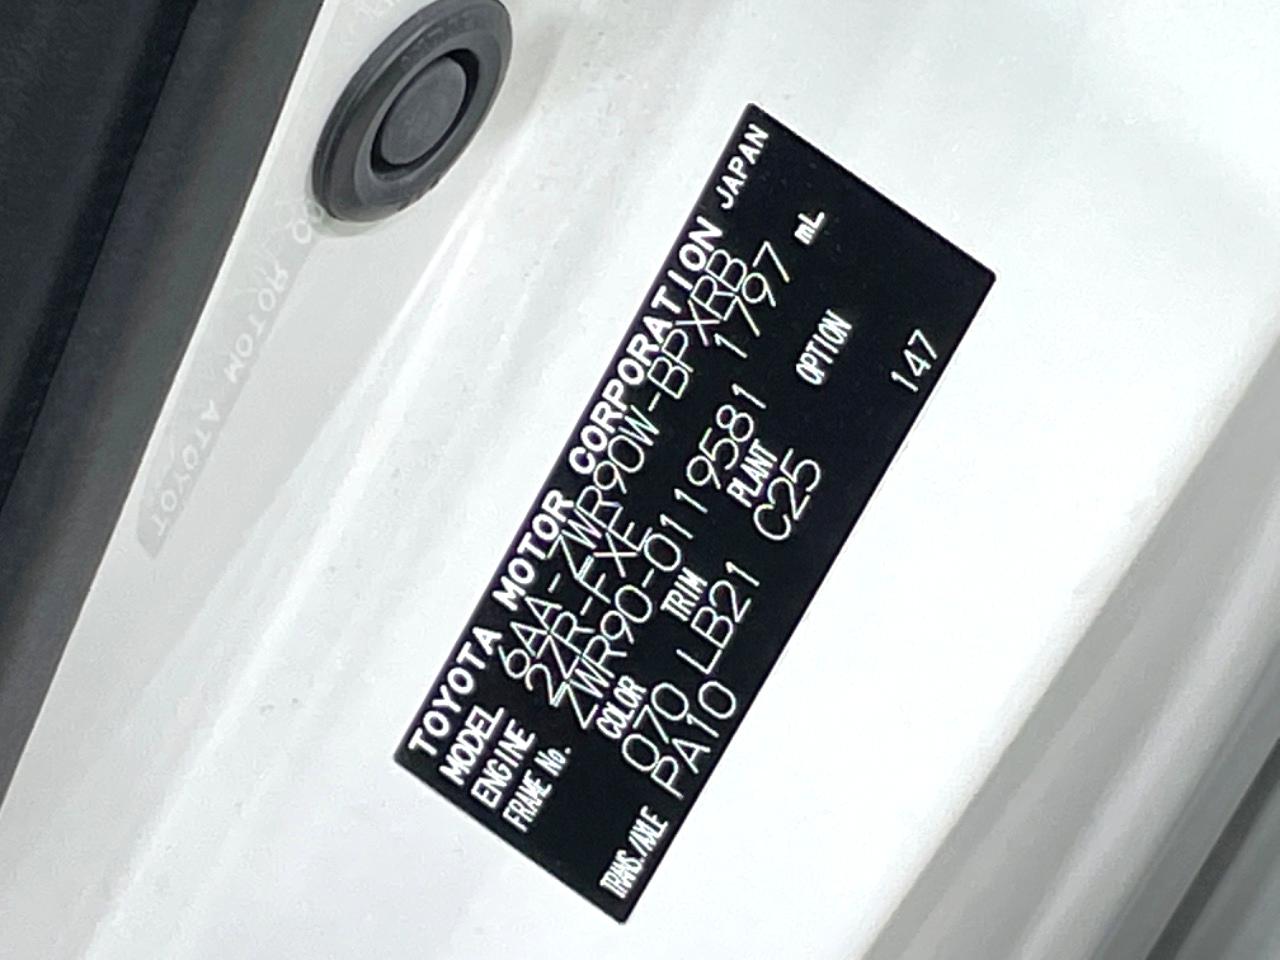 TOYOTA MOTOR CORPORATION JAPAN
MODEL 6AA-ZWR90W-BPXRB
ENGINE 2ZR-FXE 1797 mL
FRAME No. ZWR90-0119581
COLOR TRIM PLANT OPTION
070 LB21 C25 147
TRANS./AXLE PA10